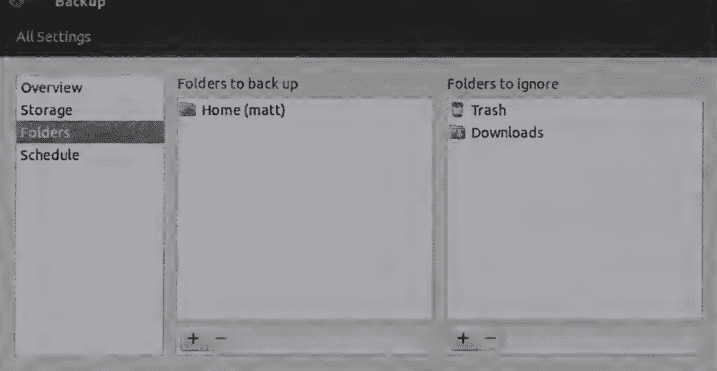 Backup
All Settings
Overview
Storage
Folders
Schedule
Folders to back up
Home (matt)
+ −
Folders to ignore
Trash
Downloads
+ −